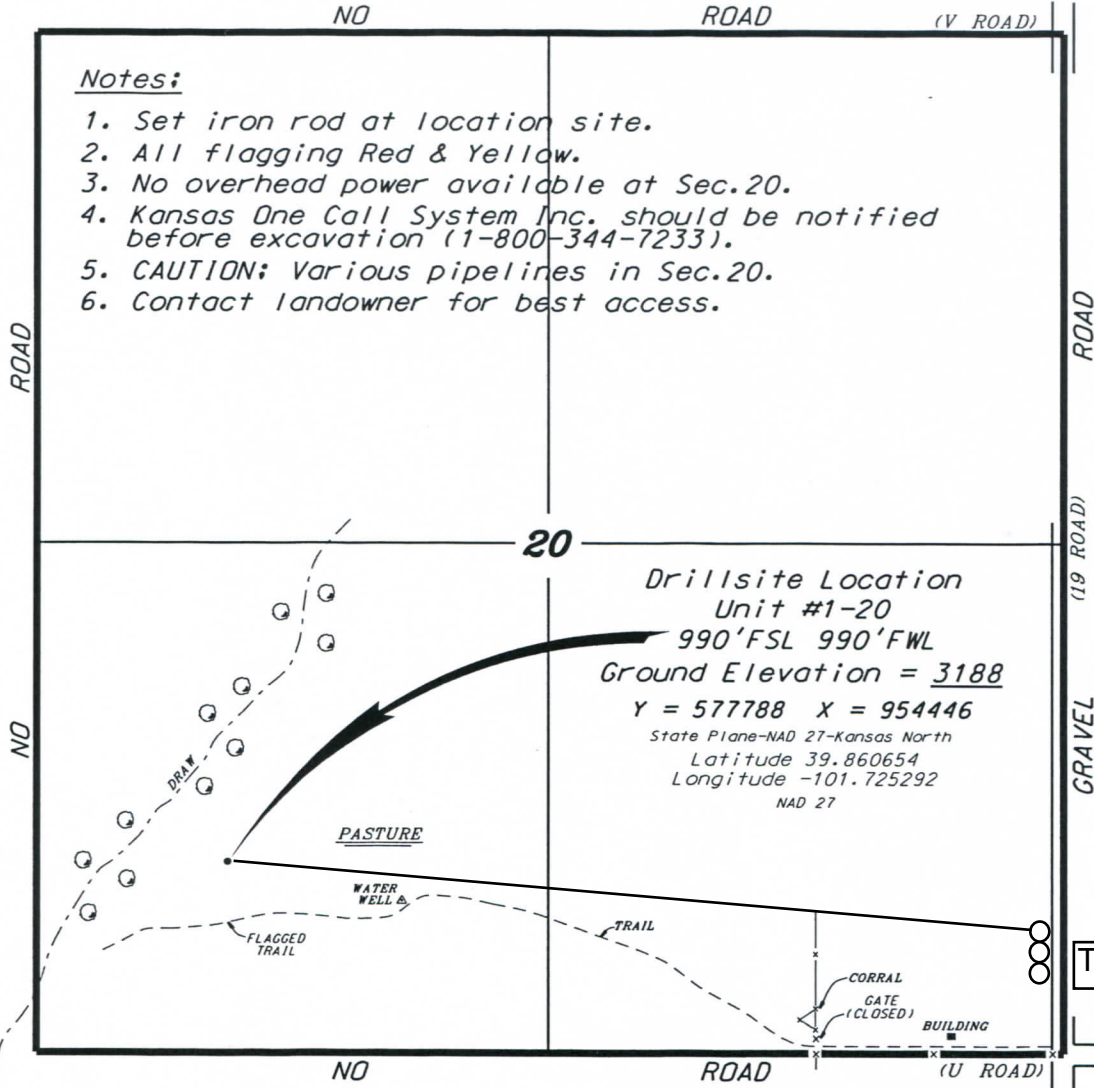 NO ROAD (V ROAD)
Notes:
1. Set iron rod at location site.
2. All flagging Red & Yellow.
3. No overhead power available at Sec.20.
4. Kansas One Call System Inc. should be notified
before excavation (1-800-344-7233).
5. CAUTION: Various pipelines in Sec.20.
6. Contact landowner for best access.
ROAD
ROAD
20
(19 ROAD)
Drillsite Location
Unit #1-20
990'FSL 990'FWL
Ground Elevation = 3188
Y = 577788 X = 954446
State Plane-NAD 27-Kansas North
Latitude 39.860654
Longitude -101.725292
NAD 27
NO
GRAVEL
DRAW
PASTURE
WATER
WELL
FLAGGED
TRAIL
TRAIL
T
CORRAL
GATE
(CLOSED)
BUILDING
NO ROAD (U ROAD)